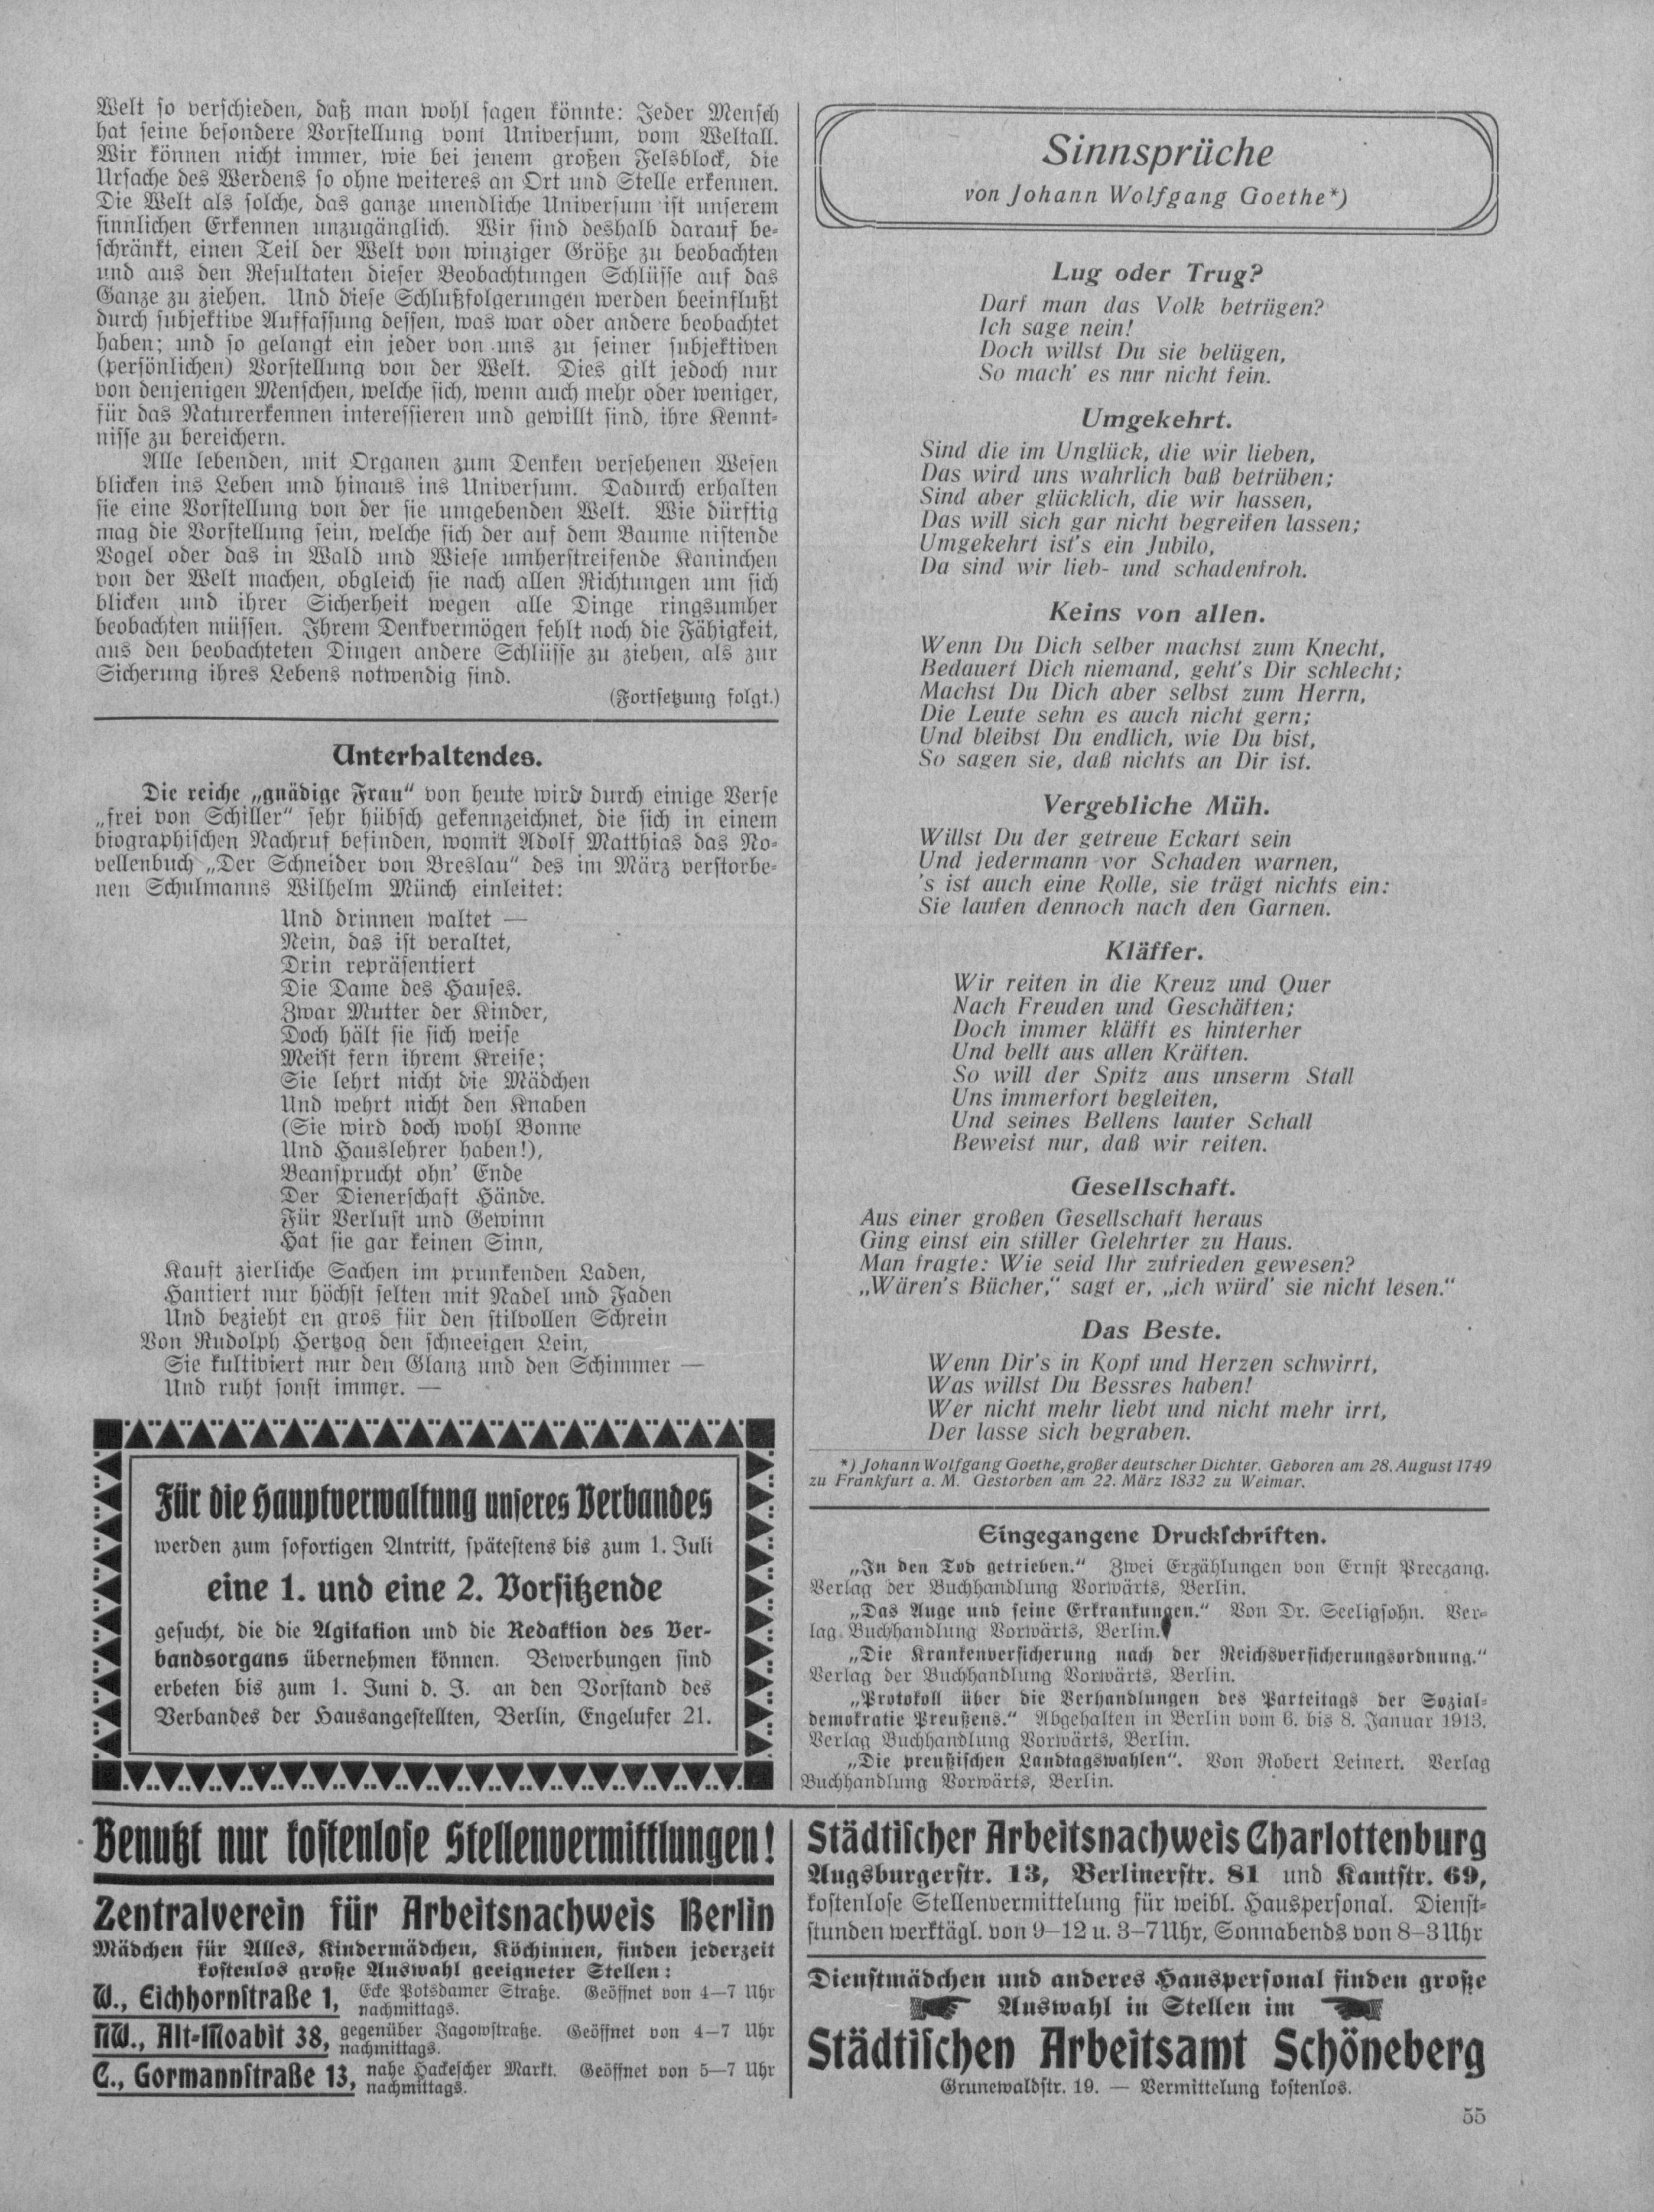 Welt so verschieden, daß man wohl sagen könnte: Jeder Mensch
hat seine besondere Vorstellung vom Universum, vom Weltall.
Wir können nicht immer, wie bei jenem großen Felsblock, die
Ursache des Werdens so ohne weiteres an Ort und Stelle erkennen.
Die Welt als solche, das ganze unendliche Universum ist unserem
sinnlichen Erkennen unzugänglich. Wir sind deshalb darauf be-
schränkt, einen Teil der Welt von winziger Größe zu beobachten
und aus den Resultaten dieser Beobachtungen Schlüsse auf das
Ganze zu ziehen. Und diese Schlußfolgerungen werden beeinflußt
durch subjektive Auffassung dessen, was war oder andere beobachtet
haben; und so gelangt ein jeder von uns zu seiner subjektiven
(persönlichen) Vorstellung von der Welt. Dies gilt jedoch nur
von denjenigen Menschen, welche sich, wenn auch mehr oder weniger,
für das Naturerkennen interessieren und gewillt sind, ihre Kennt-
nisse zu bereichern.
Alle lebenden, mit Organen zum Denken versehenen Wesen
blicken ins Leben und hinaus ins Universum. Dadurch erhalten
sie eine Vorstellung von der sie umgebenden Welt. Wie dürftig
mag die Vorstellung sein, welche sich der auf dem Baume nistende
Vogel oder das in Wald und Wiese umherstreifende Kaninchen
von der Welt machen, obgleich sie nach allen Richtungen um sich
blicken und ihrer Sicherheit wegen alle Dinge ringsumher
beobachten müssen. Ihrem Denkvermögen fehlt noch die Fähigkeit,
aus den beobachteten Dingen andere Schlüsse zu ziehen, als zur
Sicherung ihres Lebens notwendig sind.
(Fortsetzung folgt.)
Unterhaltendes.
Die reiche „gnädige Frau“ von heute wird durch einige Verse
„frei von Schiller“ sehr hübsch gekennzeichnet, die sich in einem
biographischen Nachruf befinden, womit Adolf Matthias das No-
vellenbuch „Der Schneider von Breslau“ des im März verstorbe-
nen Schulmanns Wilhelm Münch einleitet:
Und drinnen waltet —
Nein, das ist veraltet,
Drin repräsentiert
Die Dame des Hauses.
Zwar Mutter der Kinder,
Doch hält sie sich weise
Meist fern ihrem Kreise;
Sie lehrt nicht die Mädchen
Und wehrt nicht den Knaben
(Sie wird doch wohl Bonne
Und Hauslehrer haben!),
Beansprucht ohn' Ende
Der Dienerschaft Hände.
Für Verlust und Gewinn
Hat sie gar keinen Sinn,
Kauft zierliche Sachen im prunkenden Laden,
Hantiert nur höchst selten mit Nadel und Faden
Und bezieht en gros für den stilvollen Schrein
Von Rudolph Hertzog den schneeigen Lein,
Sie kultiviert nur den Glanz und den Schimmer —
Und ruht sonst immer. —
Für die Hauptverwaltung unseres Verbandes
werden zum sofortigen Antritt, spätestens bis zum 1. Juli
eine 1. und eine 2. Vorsitzende
gesucht, die die Agitation und die Redaktion des Ver-
bandsorgans übernehmen können. Bewerbungen sind
erbeten bis zum 1. Juni d. J. an den Vorstand des
Verbandes der Hausangestellten, Berlin, Engelufer 21.
Sinnsprüche
von Johann Wolfgang Goethe*)
Lug oder Trug?
Darf man das Volk betrügen?
Ich sage nein!
Doch willst Du sie belügen,
So mach' es nur nicht fein.
Umgekehrt.
Sind die im Unglück, die wir lieben,
Das wird uns wahrlich baß betrüben;
Sind aber glücklich, die wir hassen,
Das will sich gar nicht begreifen lassen;
Umgekehrt ist's ein Jubilo,
Da sind wir lieb- und schadenfroh.
Keins von allen.
Wenn Du Dich selber machst zum Knecht,
Bedauert Dich niemand, geht's Dir schlecht;
Machst Du Dich aber selbst zum Herrn,
Die Leute sehn es auch nicht gern;
Und bleibst Du endlich, wie Du bist,
So sagen sie, daß nichts an Dir ist.
Vergebliche Müh.
Willst Du der getreue Eckart sein
Und jedermann vor Schaden warnen,
's ist auch eine Rolle, sie trägt nichts ein:
Sie laufen dennoch nach den Garnen.
Kläffer.
Wir reiten in die Kreuz und Quer
Nach Freuden und Geschäften;
Doch immer kläfft es hinterher
Und bellt aus allen Kräften.
So will der Spitz aus unserm Stall
Uns immerfort begleiten,
Und seines Bellens lauter Schall
Beweist nur, daß wir reiten.
Gesellschaft.
Aus einer großen Gesellschaft heraus
Ging einst ein stiller Gelehrter zu Haus.
Man fragte: Wie seid Ihr zufrieden gewesen?
„Wären's Bücher,“ sagt er, „ich würd' sie nicht lesen.“
Das Beste.
Wenn Dir's in Kopf und Herzen schwirrt,
Was willst Du Bessres haben!
Wer nicht mehr liebt und nicht mehr irrt,
Der lasse sich begraben.
*) Johann Wolfgang Goethe, großer deutscher Dichter. Geboren am 28. August 1749
zu Frankfurt a. M. Gestorben am 22. März 1832 zu Weimar.
Eingegangene Druckschriften.
„In den Tod getrieben.“ Zwei Erzählungen von Ernst Preczang.
Verlag der Buchhandlung Vorwärts, Berlin.
„Das Auge und seine Erkrankungen.“ Von Dr. Seeligsohn. Ver-
lag Buchhandlung Vorwärts, Berlin.
„Die Krankenversicherung nach der Reichsversicherungsordnung.“
Verlag der Buchhandlung Vorwärts, Berlin.
„Protokoll über die Verhandlungen des Parteitags der Sozial-
demokratie Preußens.“ Abgehalten in Berlin vom 6. bis 8. Januar 1913.
Verlag Buchhandlung Vorwärts, Berlin.
„Die preußischen Landtagswahlen“. Von Robert Leinert. Verlag
Buchhandlung Vorwärts, Berlin.
Benutzt nur kostenlose Stellenvermittlungen!
Zentralverein für Arbeitsnachweis Berlin
Mädchen für Alles, Kindermädchen, Köchinnen, finden jederzeit
kostenlos große Auswahl geeigneter Stellen:
W., Eichhornstraße 1, Ecke Potsdamer Straße. Geöffnet von 4—7 Uhr
nachmittags.
NW., Alt-Moabit 38, gegenüber Jagowstraße. Geöffnet von 4—7 Uhr
nachmittags.
C., Gormannstraße 13, nahe Hackescher Markt. Geöffnet von 5—7 Uhr
nachmittags.
Städtischer Arbeitsnachweis Charlottenburg
Augsburgerstr. 13, Berlinerstr. 81 und Kantstr. 69,
kostenlose Stellenvermittelung für weibl. Hauspersonal. Dienst-
stunden werktägl. von 9—12 u. 3—7 Uhr, Sonnabends von 8—3 Uhr
Dienstmädchen und anderes Hauspersonal finden große
Auswahl in Stellen im
Städtischen Arbeitsamt Schöneberg
Grunewaldstr. 19. — Vermittelung kostenlos.
55